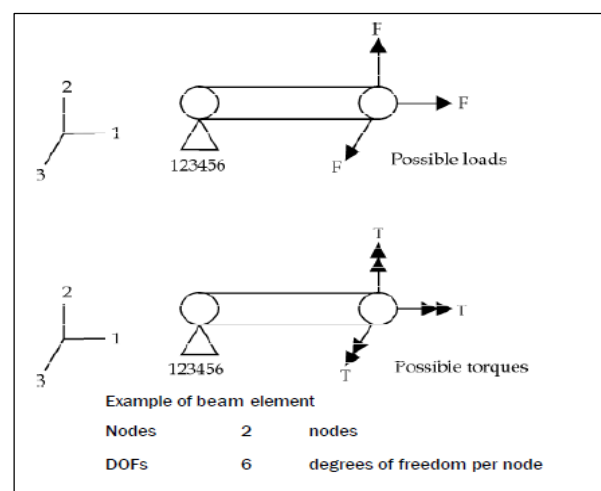 F
2
1
F
3
123456
F
Possible loads
T
2
1
T
3
123456
T
Possible torques
Example of beam element
Nodes 2 nodes
DOFs 6 degrees of freedom per node